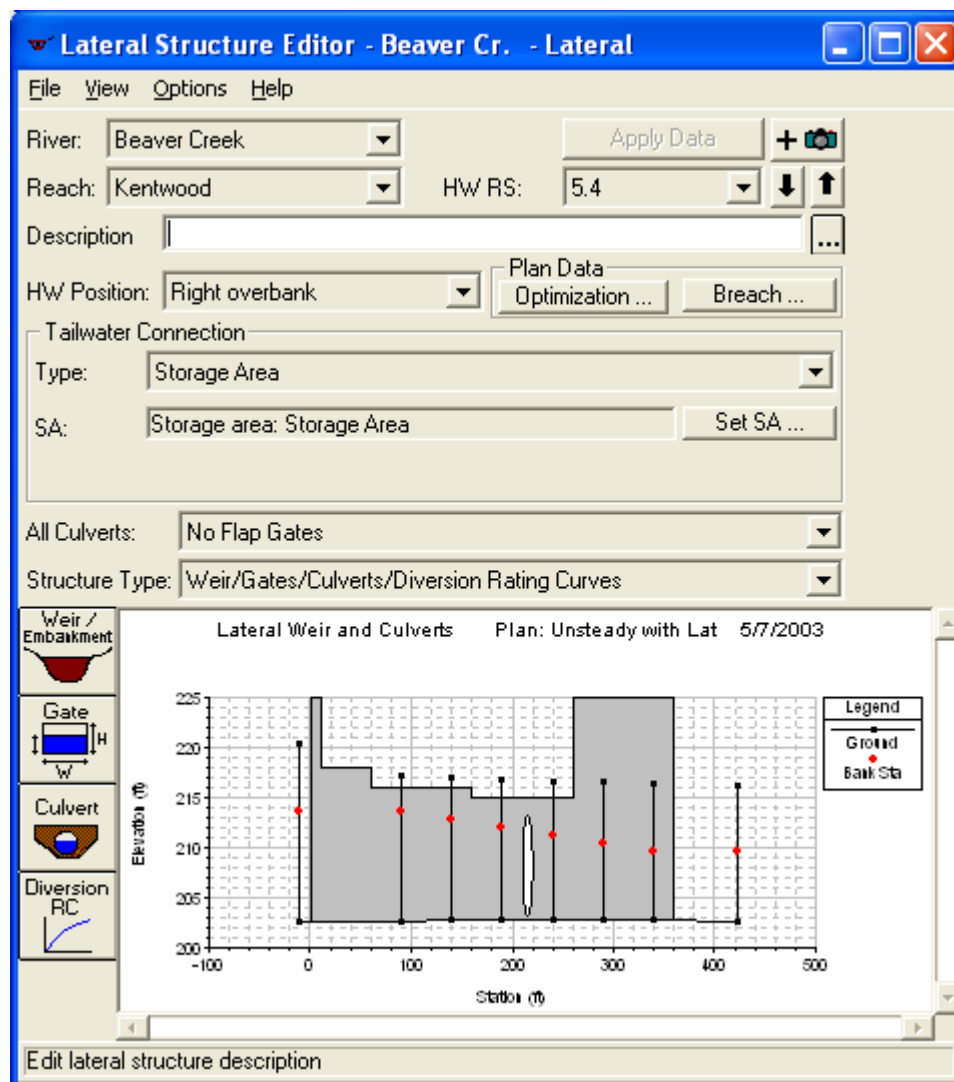 Lateral Structure Editor - Beaver Cr. - Lateral
File View Options Help
River: Beaver Creek Apply Data
Reach: Kentwood HW RS: 5.4
Description ...
HW Position: Right overbank
Plan Data
Optimization ... Breach ...
Tailwater Connection
Type: Storage Area
SA: Storage area: Storage Area Set SA ...
All Culverts: No Flap Gates
Structure Type: Weir/Gates/Culverts/Diversion Rating Curves
Weir /
Embankment
Gate
H
W
Culvert
Diversion
RC
Lateral Weir and Culverts Plan: Unsteady with Lat 5/7/2003
225
220
215
210
205
200
-100 0 100 200 300 400 500
Elevation (ft)
Station (ft)
Legend
Ground
Bank Sta
Edit lateral structure description